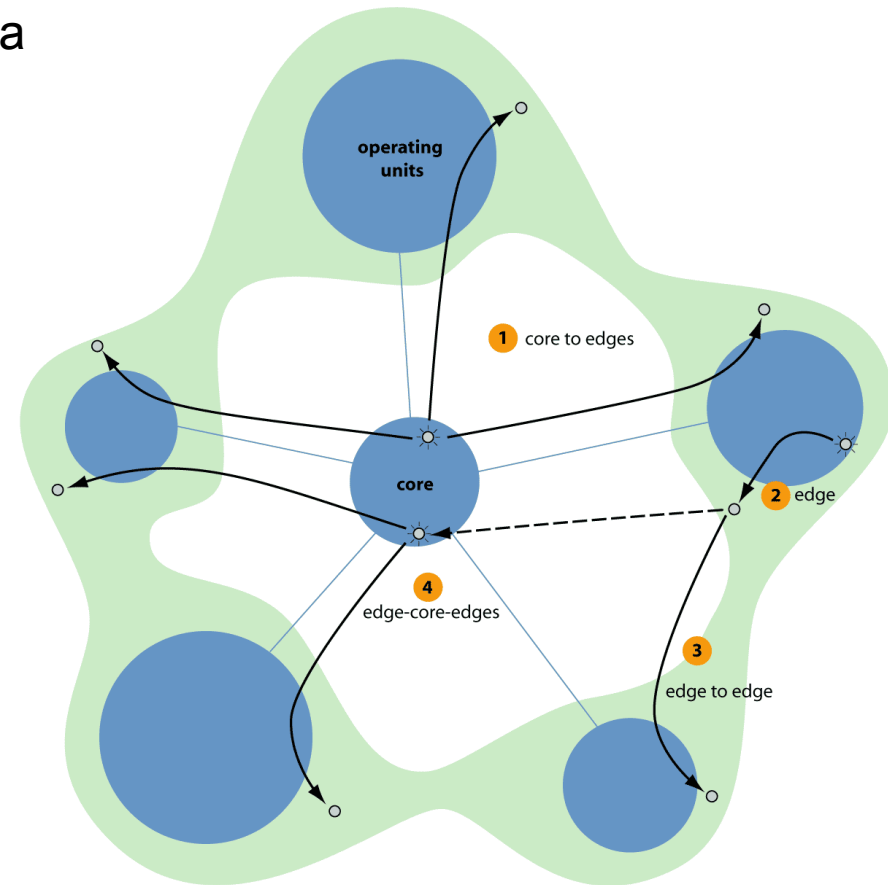 a
operating
units
1 core to edges
core
2 edge
4
edge-core-edges
3
edge to edge